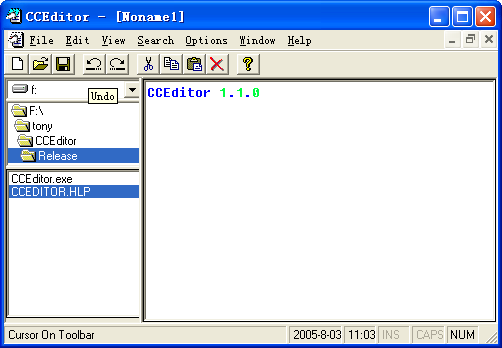 CCEditor - [Noname1]
File Edit View Search Options Window Help
f:
Undo
F:\
tony
CCEditor
Release
CCEditor.exe
CCEDITOR.HLP
CCEditor 1.1.0
Cursor On Toolbar 2005-8-03 11:03 INS CAPS NUM